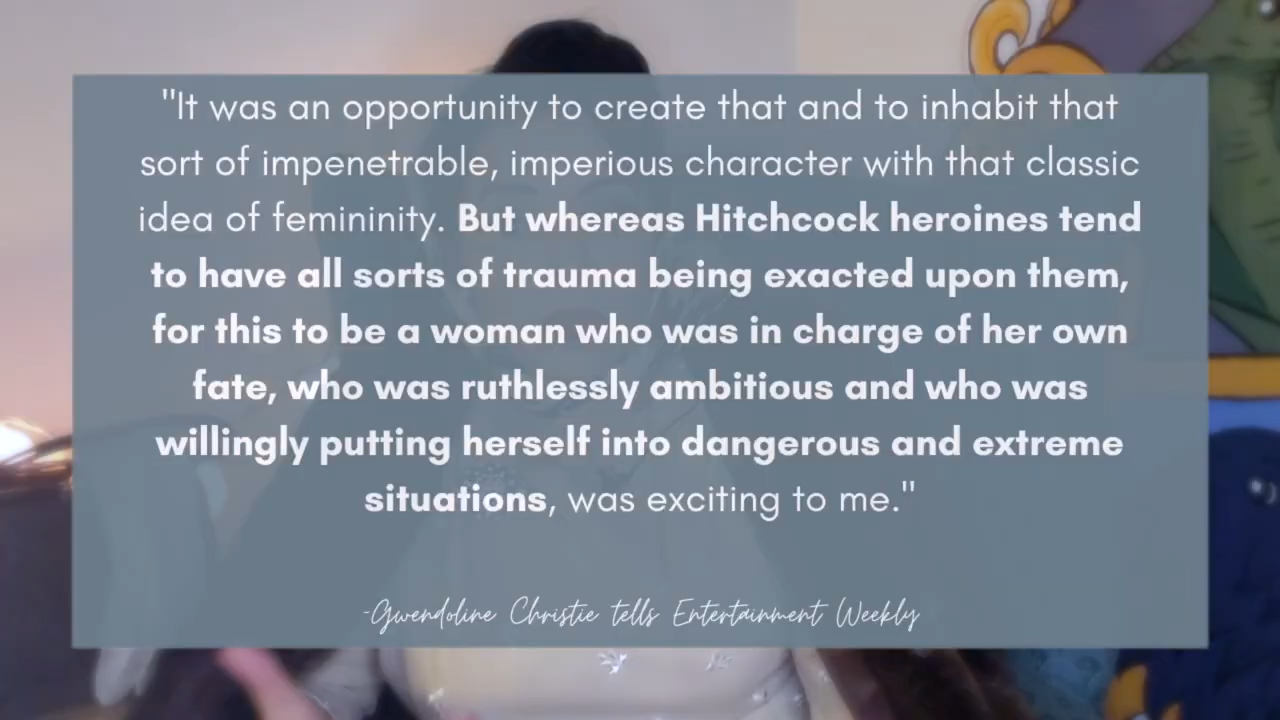 "It was an opportunity to create that and to inhabit that
sort of impenetrable, imperious character with that classic
idea of femininity. But whereas Hitchcock heroines tend
to have all sorts of trauma being exacted upon them,
for this to be a woman who was in charge of her own
fate, who was ruthlessly ambitious and who was
willingly putting herself into dangerous and extreme
situations, was exciting to me."
-Gwendoline Christie tells Entertainment Weekly